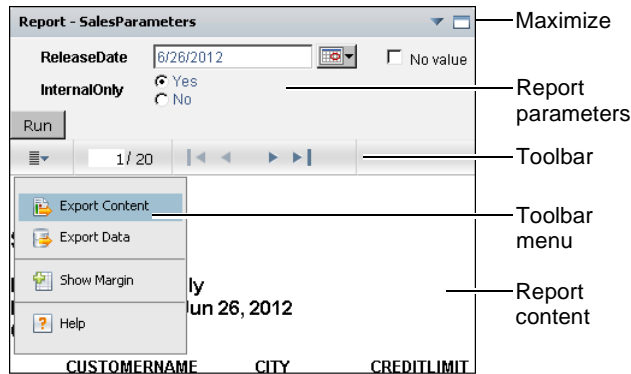 Report - SalesParameters
Maximize
ReleaseDate 6/26/2012 No value
InternalOnly Yes
No
Report
parameters
Run
1 / 20
Toolbar
Export Content
Export Data
Toolbar
menu
Show Margin
ly
Jun 26, 2012
Help
Report
content
CUSTOMERNAME CITY CREDITLIMIT